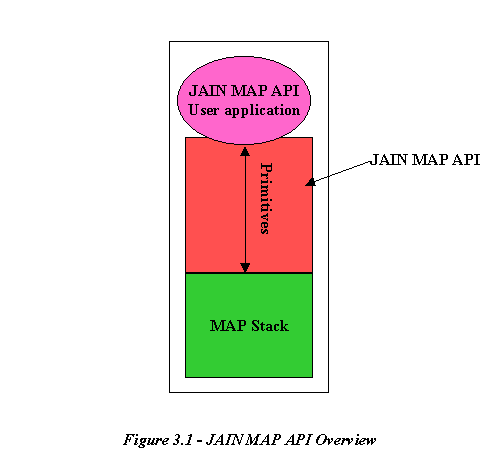 JAIN MAP API
User application
Primitives
JAIN MAP API
MAP Stack
Figure 3.1 - JAIN MAP API Overview